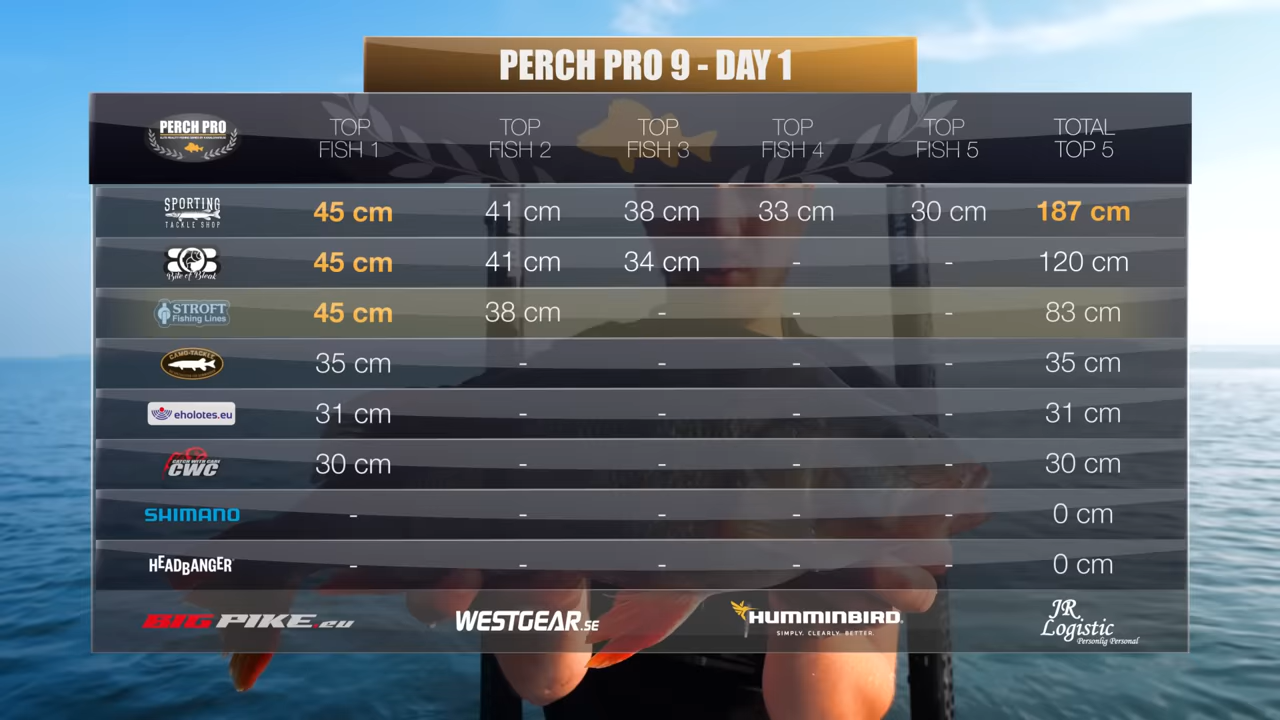 PERCH PRO 9 - DAY 1
PERCH PRO
TOP FISH 1 TOP FISH 2 TOP FISH 3 TOP FISH 4 TOP FISH 5 TOTAL TOP 5
SPORTING TACKLE SHOP 45 cm 41 cm 38 cm 33 cm 30 cm 187 cm
Bite of Bleak 45 cm 41 cm 34 cm - - 120 cm
STROFT Fishing Lines 45 cm 38 cm - - - 83 cm
CAMO-TACKLE 35 cm - - - - 35 cm
eholotes.eu 31 cm - - - - 31 cm
CATCH WITH CARE CWC 30 cm - - - - 30 cm
SHIMANO - - - - - 0 cm
HEADBANGER - - - - - 0 cm
BIG PIKE.eu WESTGEAR.SE HUMMINBIRD. SIMPLY. CLEARLY. BETTER. JR Logistic Personlig Personal